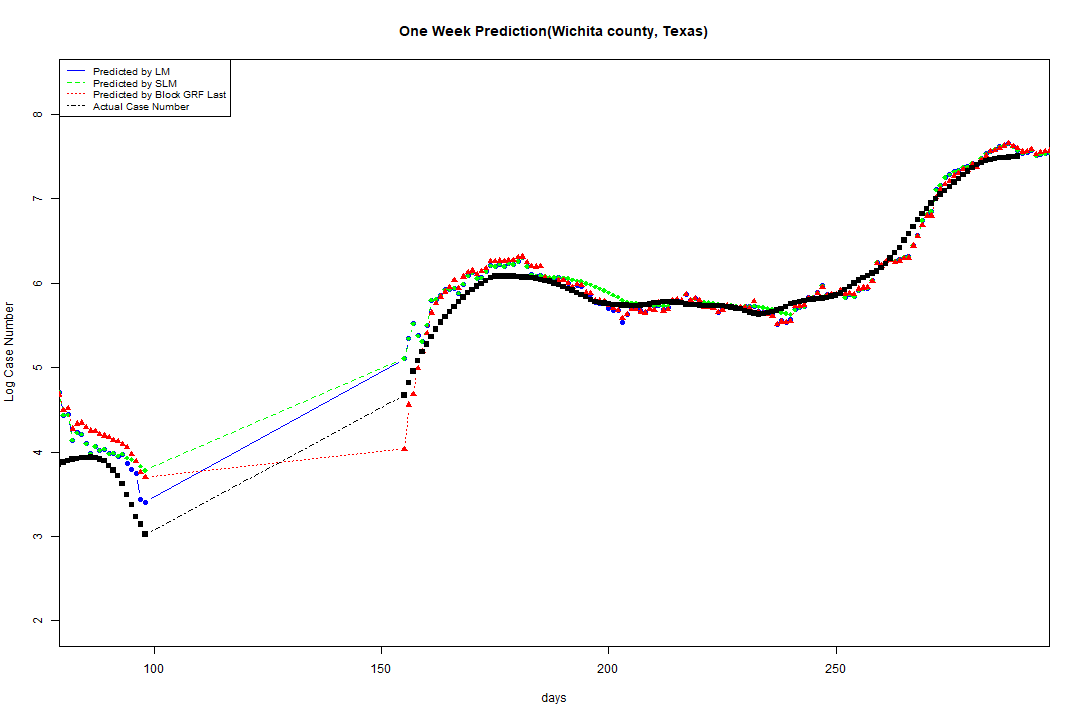 One Week Prediction(Wichita county, Texas)
Predicted by LM
Predicted by SLM
Predicted by Block GRF Last
Actual Case Number
8
7
6
5
4
3
2
Log Case Number
100 150 200 250
days